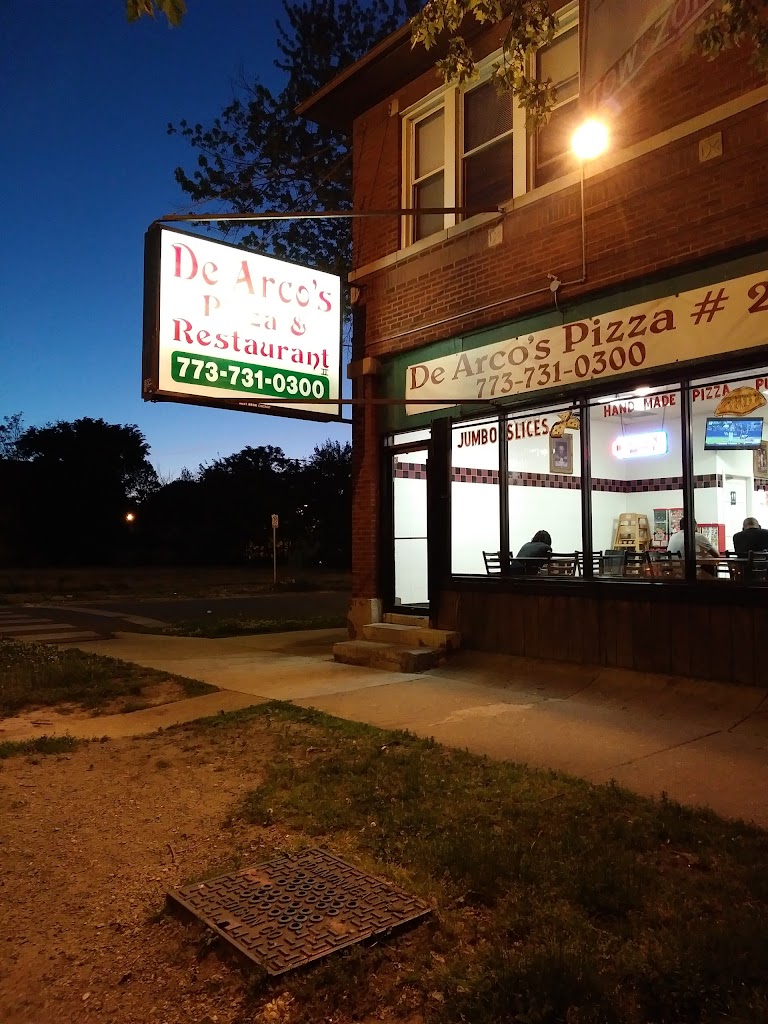 De Arco's
Pizza &
Restaurant
II
773-731-0300
De Arco's Pizza # 2
773-731-0300
JUMBO SLICES
HAND MADE PIZZA